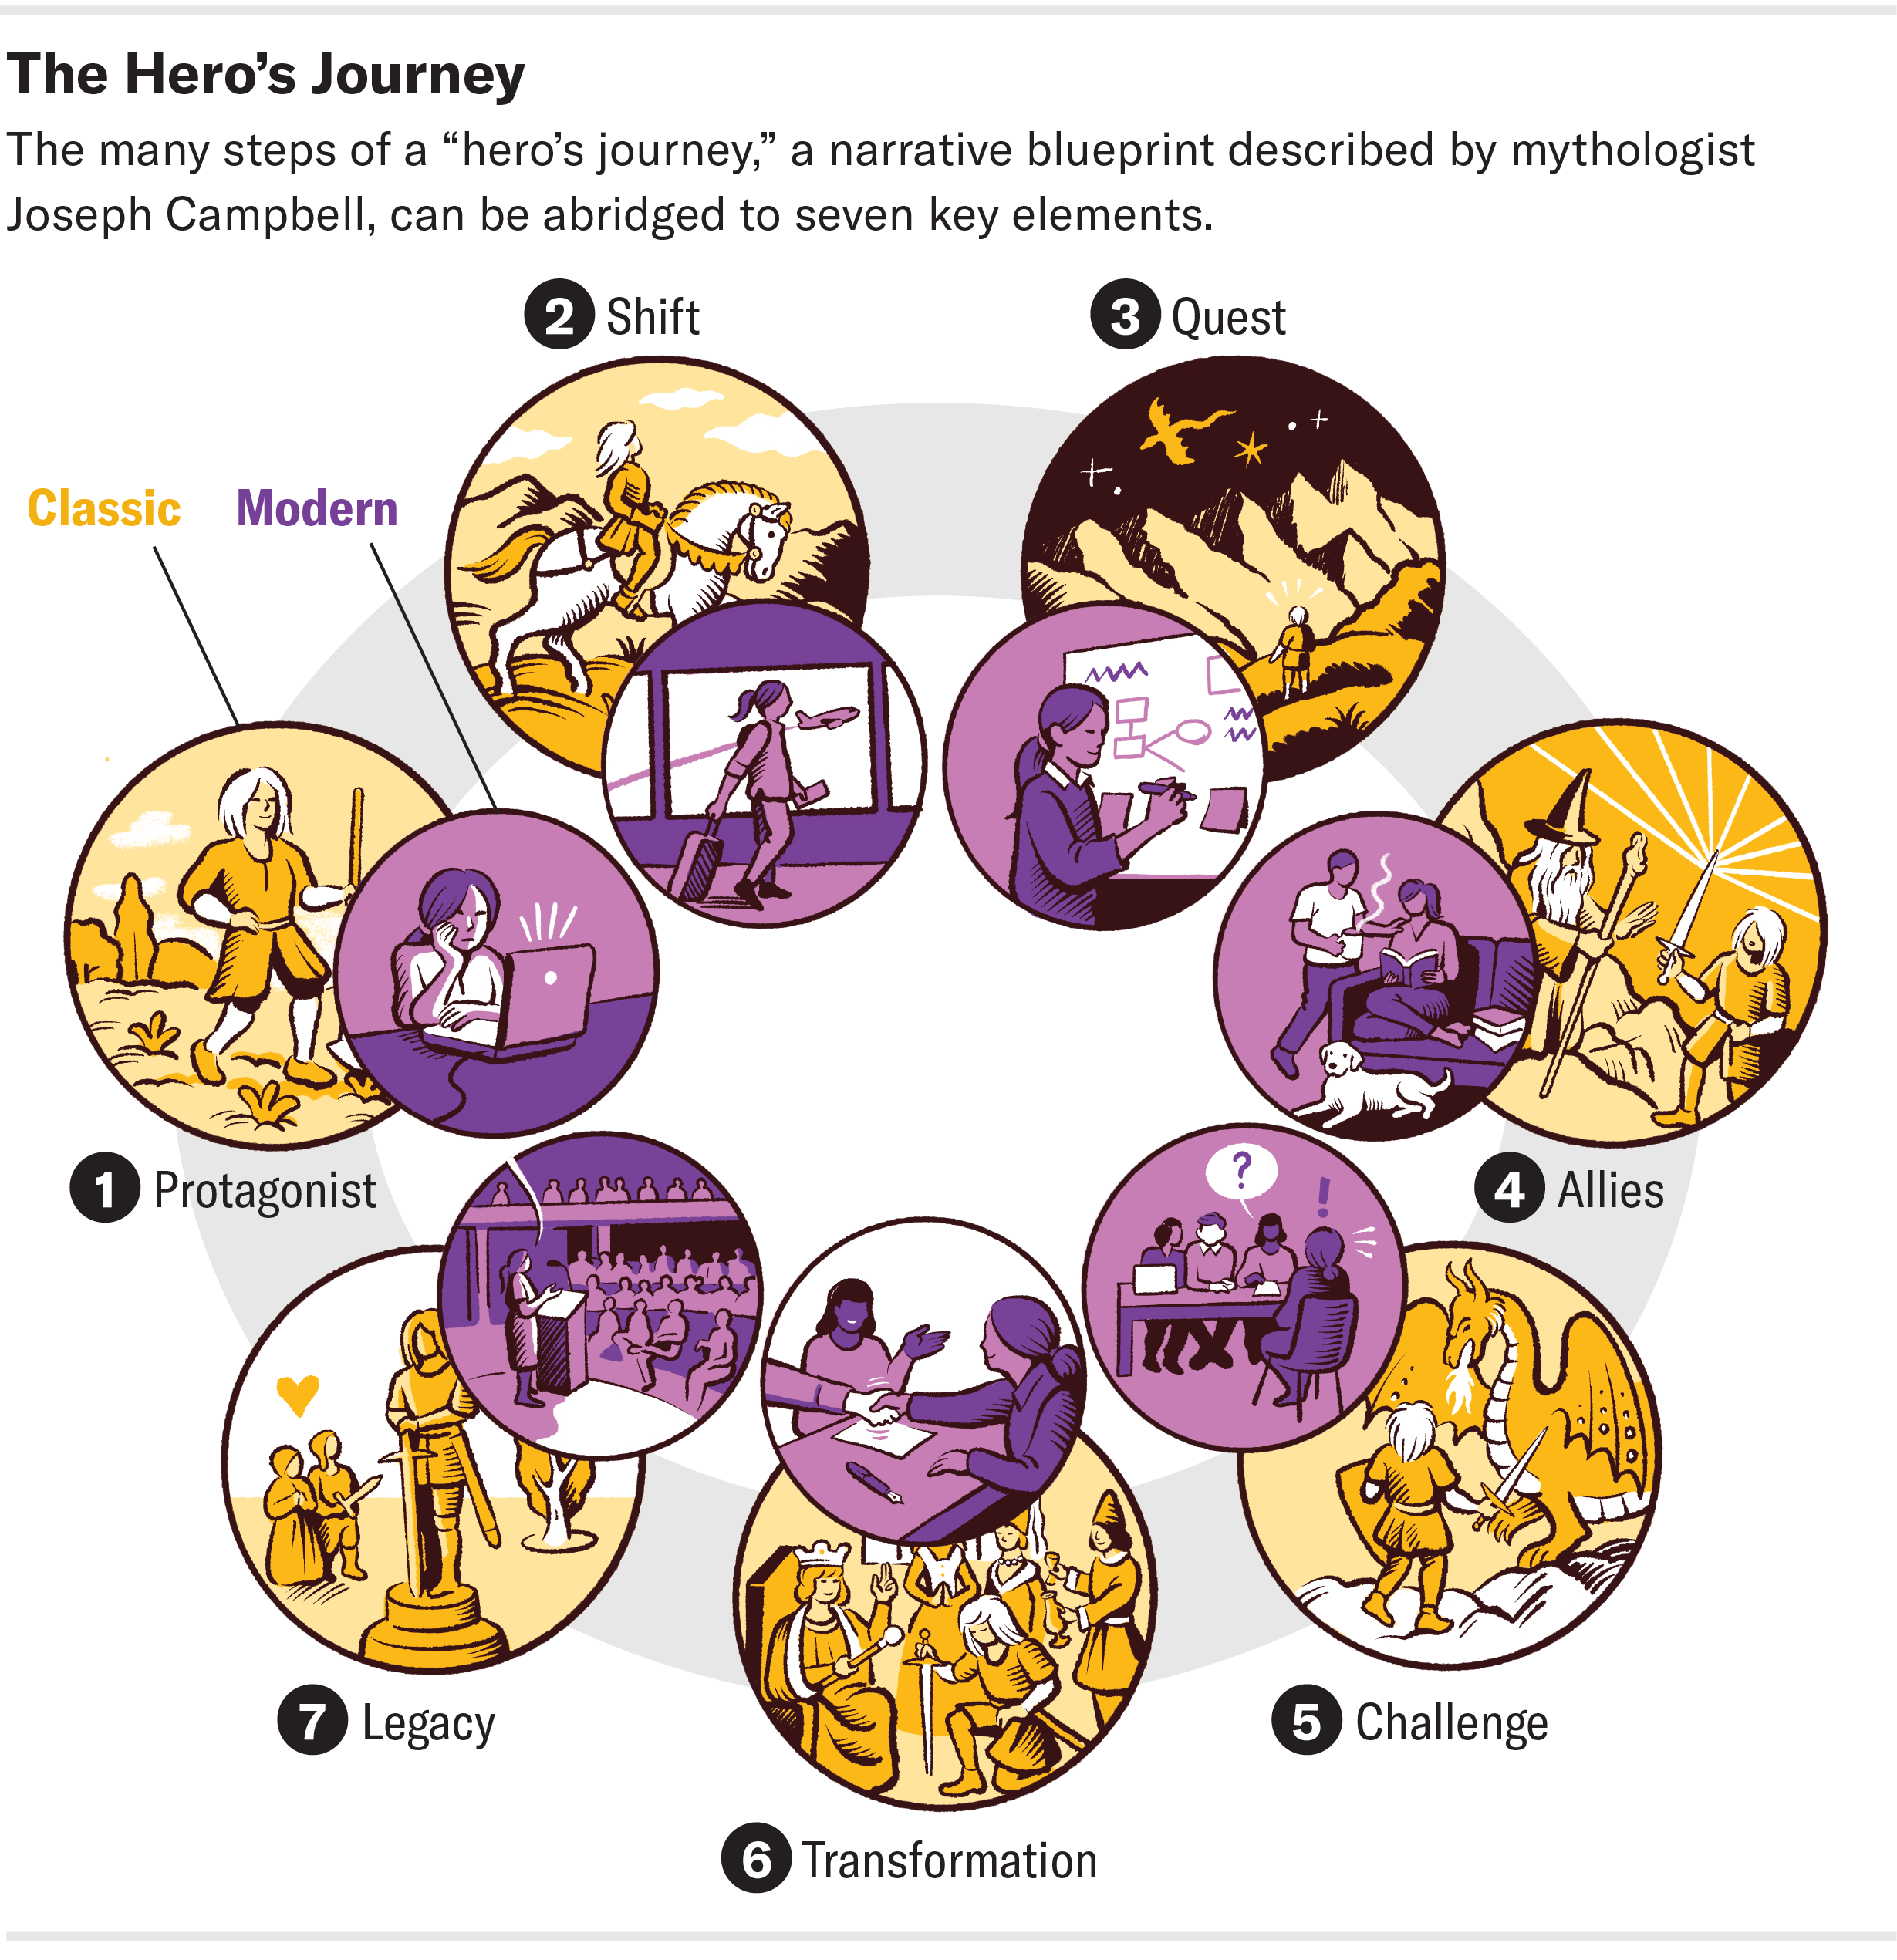 The Hero’s Journey
The many steps of a “hero’s journey,” a narrative blueprint described by mythologist
Joseph Campbell, can be abridged to seven key elements.
Classic
Modern
1 Protagonist
2 Shift
3 Quest
4 Allies
?
!
5 Challenge
6 Transformation
7 Legacy